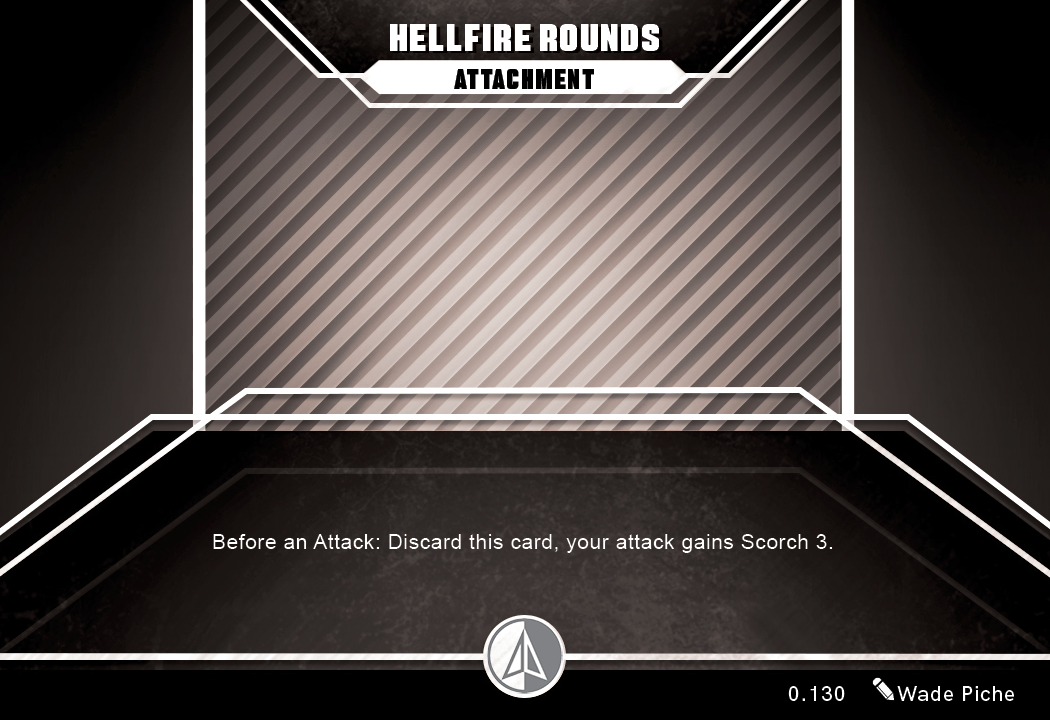 HELLFIRE ROUNDS
ATTACHMENT
Before an Attack: Discard this card, your attack gains Scorch 3.
0.130 Wade Piche